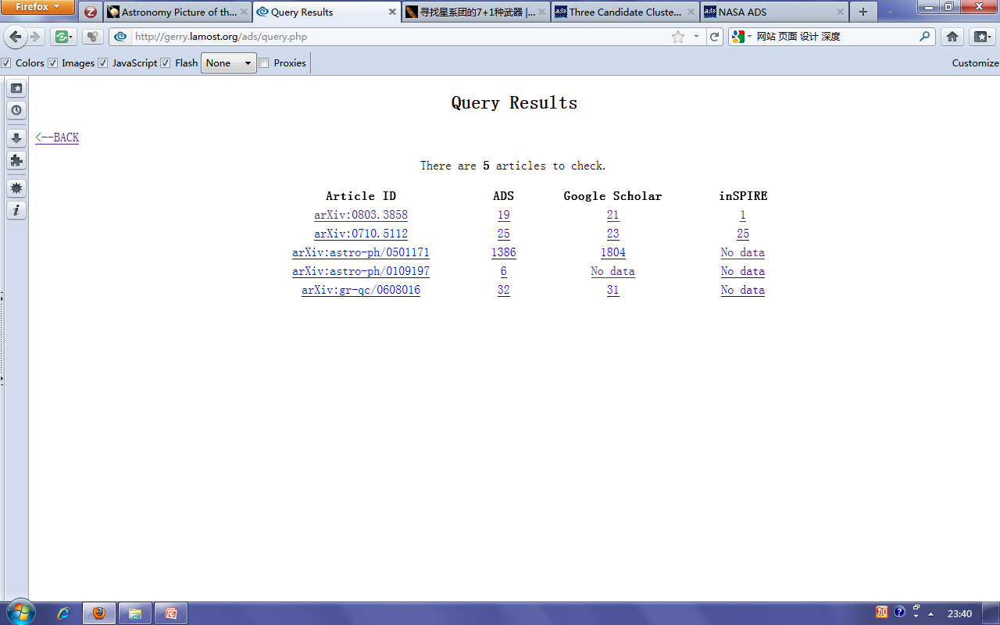 Firefox
Astronomy Picture of th...
Query Results
寻找星系团的7+1种武器 |...
Three Candidate Cluste...
NASA ADS
http://gerry.lamost.org/ads/query.php
网站 页面 设计 深度
Colors Images JavaScript Flash None Proxies Customize
Query Results
<--BACK
There are 5 articles to check.
Article ID ADS Google Scholar inSPIRE
arXiv:0803.3858 19 21 1
arXiv:0710.5112 25 23 25
arXiv:astro-ph/0501171 1386 1804 No data
arXiv:astro-ph/0109197 6 No data No data
arXiv:gr-qc/0608016 32 31 No data
23:40